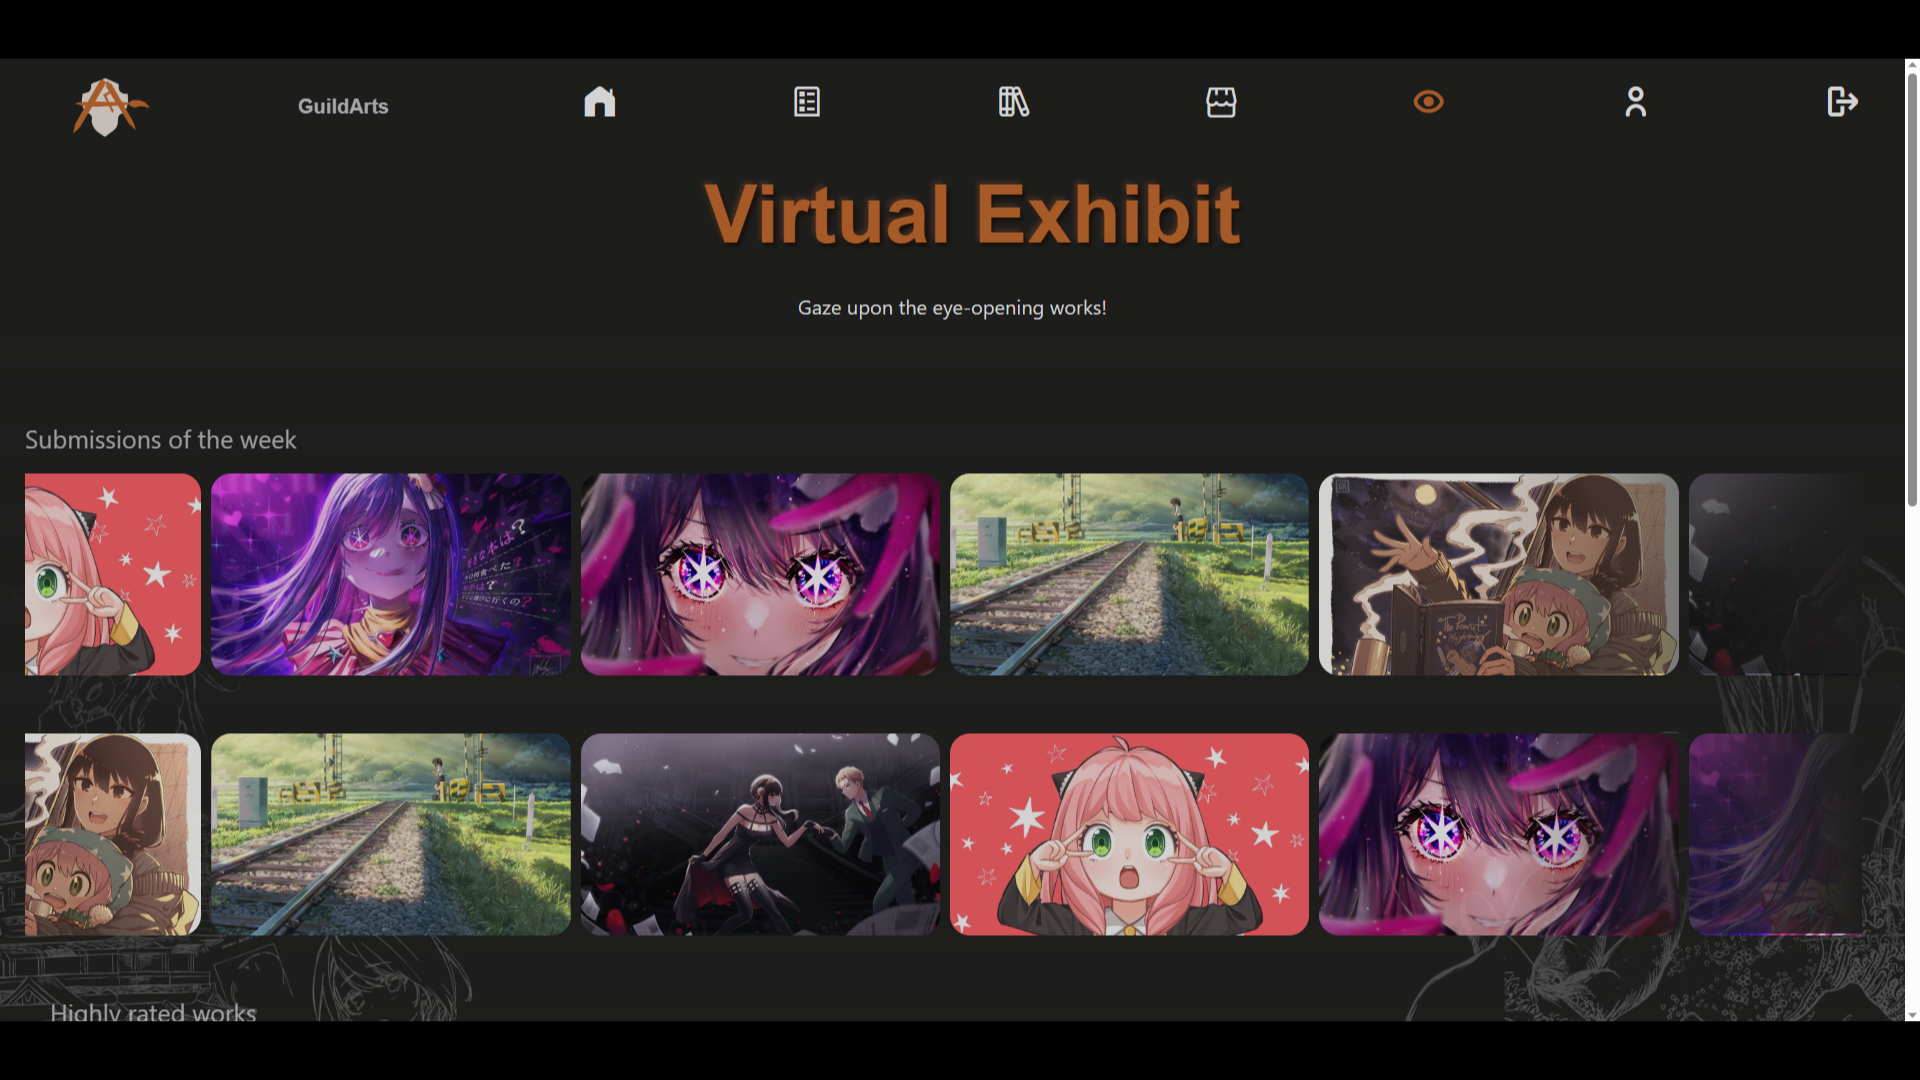 GuildArts
Virtual Exhibit
Gaze upon the eye-opening works!
Submissions of the week
Highly rated works